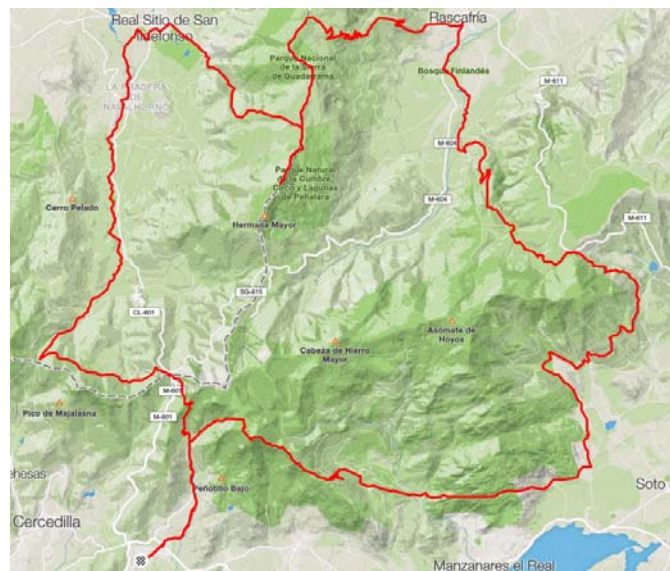 Real Sitio de San
Ildefonso
Rascafría
Parque Nacional
de la Sierra
de Guadarrama,
Bosque Finlandés
M-611
LA PRADERA
DE
NAVALHORNO
M-604
Parque Natural
de la Cumbre,
Circo y Lagunas
de Peñalara
M-604
Cerro Pelado
Hermana Mayor
M-611
SG-615
CL-601
Asómate de
Hoyos
Cabeza de Hierro
Mayor
M-601
Pico de Majalasna
M-601
ehesas
Peñotillo Bajo
Soto
Cercedilla
Manzanares el Real